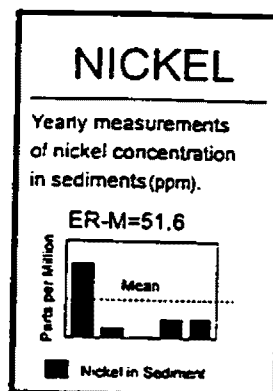 NICKEL
Yearly measurements
of nickel concentration
in sediments(ppm).
ER-M=51.6
Parts per Million
Mean
Nickel in Sediment